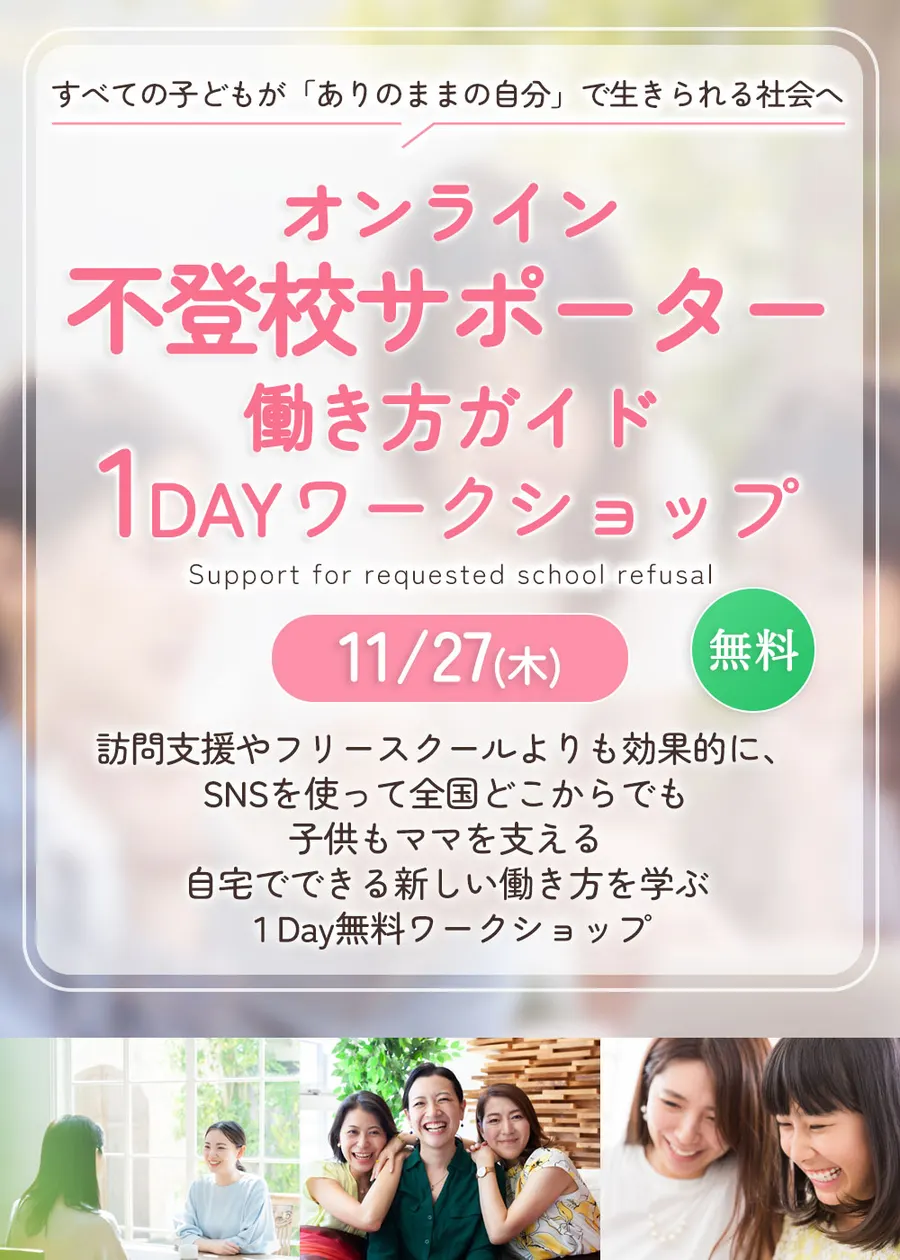 すべての子どもが「ありのままの自分」で生きられる社会へ
オンライン
不登校サポーター
働き方ガイド
1DAYワークショップ
Support for requested school refusal
11/27(木)
無料
訪問支援やフリースクールよりも効果的に、
SNSを使って全国どこからでも
子供もママを支える
自宅でできる新しい働き方を学ぶ
1Day無料ワークショップ